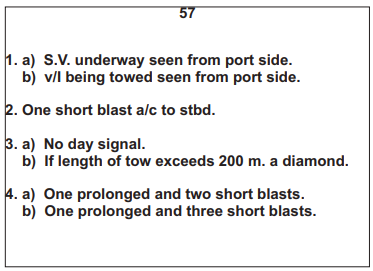 57
1. a) S.V. underway seen from port side.
b) v/l being towed seen from port side.
2. One short blast a/c to stbd.
3. a) No day signal.
b) If length of tow exceeds 200 m. a diamond.
4. a) One prolonged and two short blasts.
b) One prolonged and three short blasts.